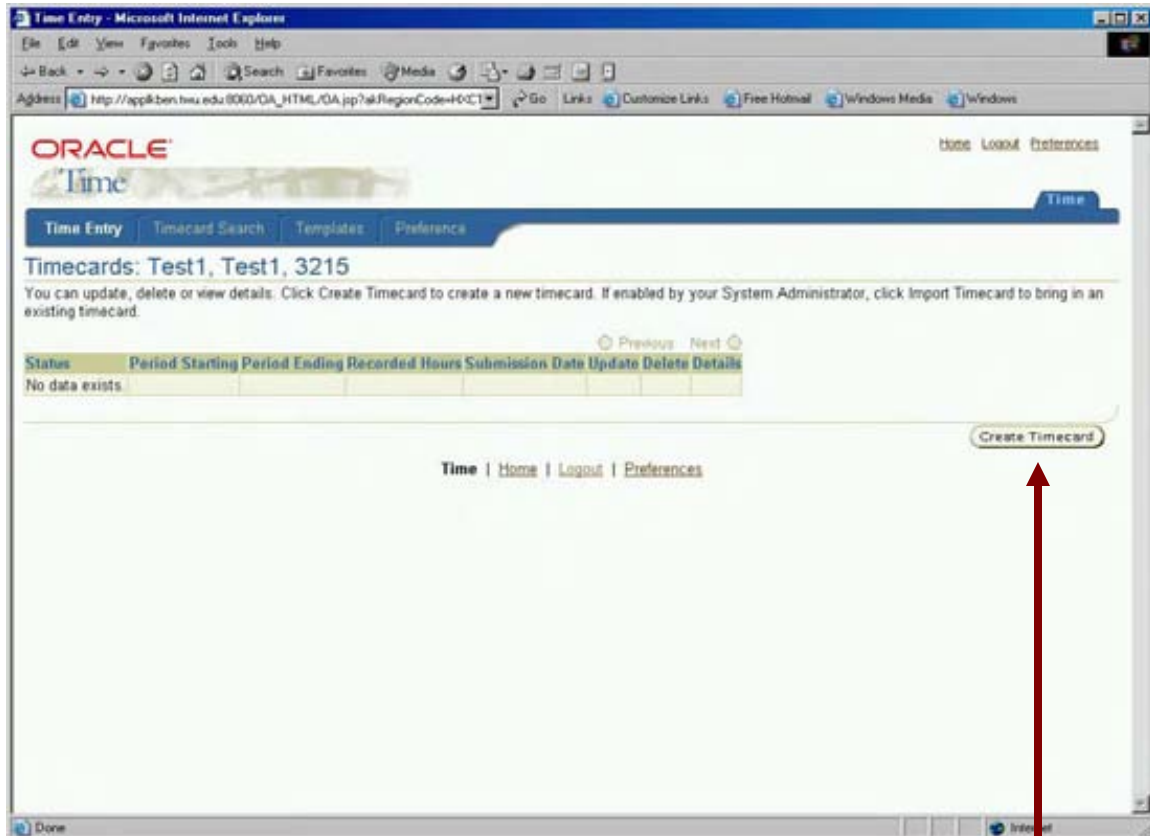 Time Entry - Microsoft Internet Explorer
File Edit View Favorites Tools Help
Back Search Favorites Media
Address http://applkben.twu.edu:8060/OA_HTML/OA.jsp?akRegionCode=HXCT Go Links Customize Links Free Hotmail Windows Media Windows
ORACLE
Home Logout Preferences
Time
Time
Time Entry Timecard Search Templates Preference
Timecards: Test1, Test1, 3215
You can update, delete or view details. Click Create Timecard to create a new timecard. If enabled by your System Administrator, click Import Timecard to bring in an
existing timecard.
Previous Next
Status Period Starting Period Ending Recorded Hours Submission Date Update Delete Details
No data exists.
Create Timecard
Time | Home | Logout | Preferences
Done Internet